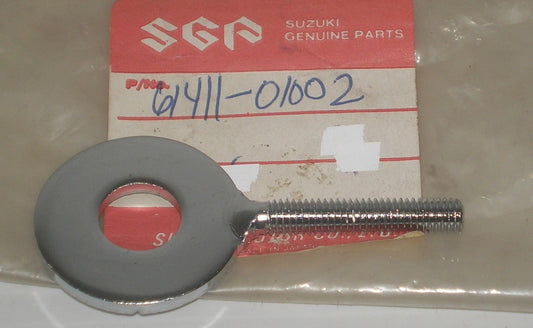 SGP
SUZUKI
GENUINE PARTS
P/No.
61411-01002